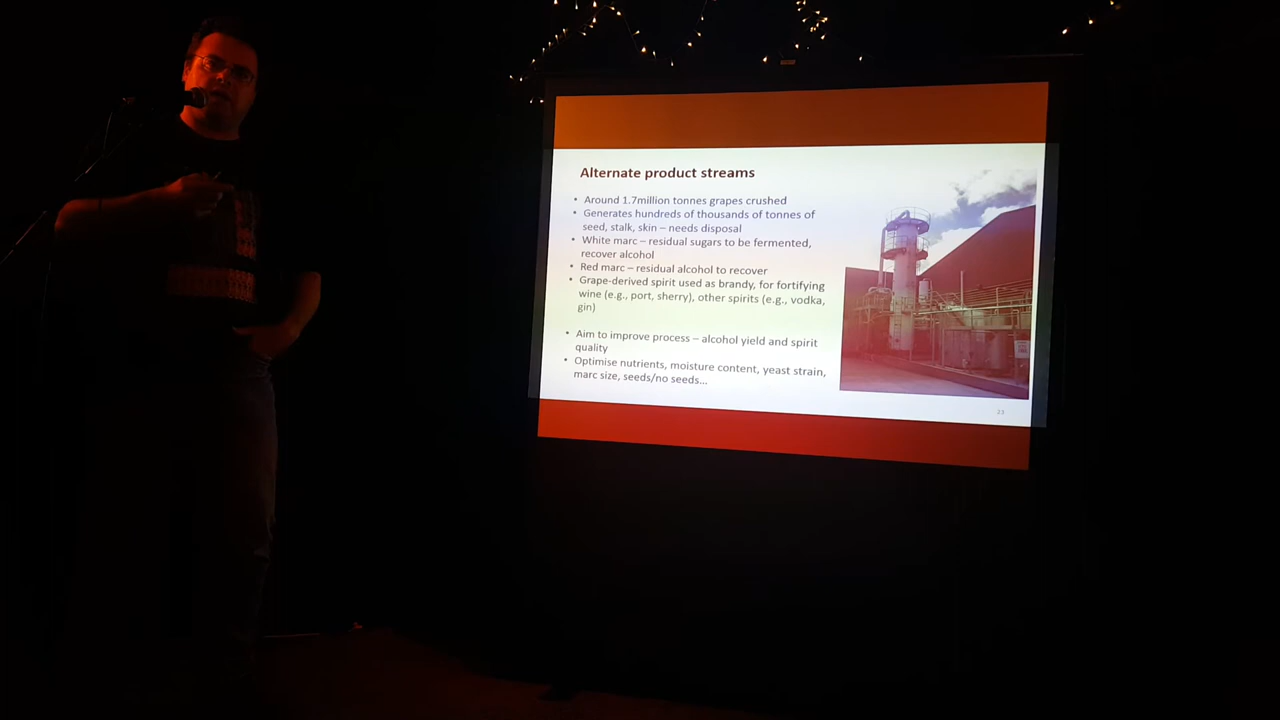 Alternate product streams
• Around 1.7million tonnes grapes crushed
• Generates hundreds of thousands of tonnes of
seed, stalk, skin – needs disposal
• White marc – residual sugars to be fermented,
recover alcohol
• Red marc – residual alcohol to recover
• Grape-derived spirit used as brandy, for fortifying
wine (e.g., port, sherry), other spirits (e.g., vodka,
gin)
• Aim to improve process – alcohol yield and spirit
quality
• Optimise nutrients, moisture content, yeast strain,
marc size, seeds/no seeds...
23